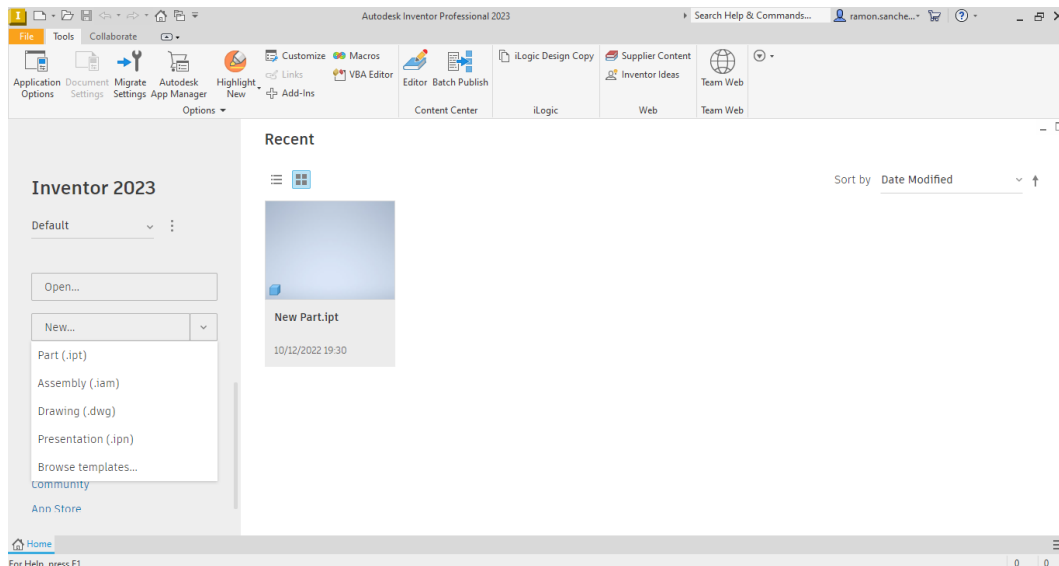 Autodesk Inventor Professional 2023
Search Help & Commands...
ramon.sanche...
File Tools Collaborate
Application Options
Document Settings
Migrate Settings
Autodesk App Manager
Highlight New
Customize
Links
Add-Ins
Macros
VBA Editor
Options
Editor
Batch Publish
Content Center
iLogic Design Copy
iLogic
Supplier Content
Inventor Ideas
Web
Team Web
Team Web
Inventor 2023
Default
Open...
New...
Part (.ipt)
Assembly (.iam)
Drawing (.dwg)
Presentation (.ipn)
Browse templates...
Community
App Store
Recent
Sort by Date Modified
New Part.ipt
10/12/2022 19:30
Home
For Help, press F1
0 0